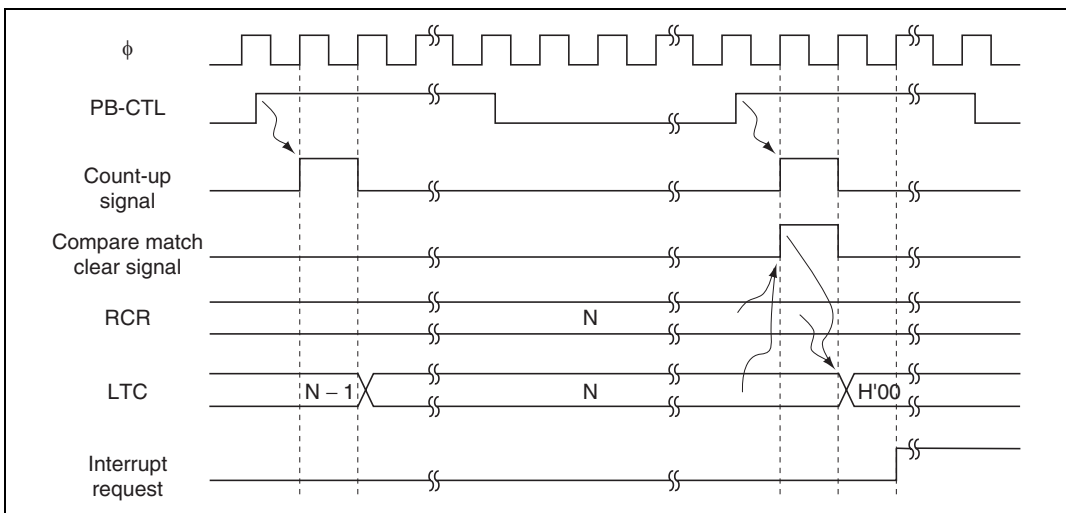 ϕ
PB-CTL
Count-up
signal
Compare match
clear signal
RCR
N
LTC
N – 1
N
H'00
Interrupt
request